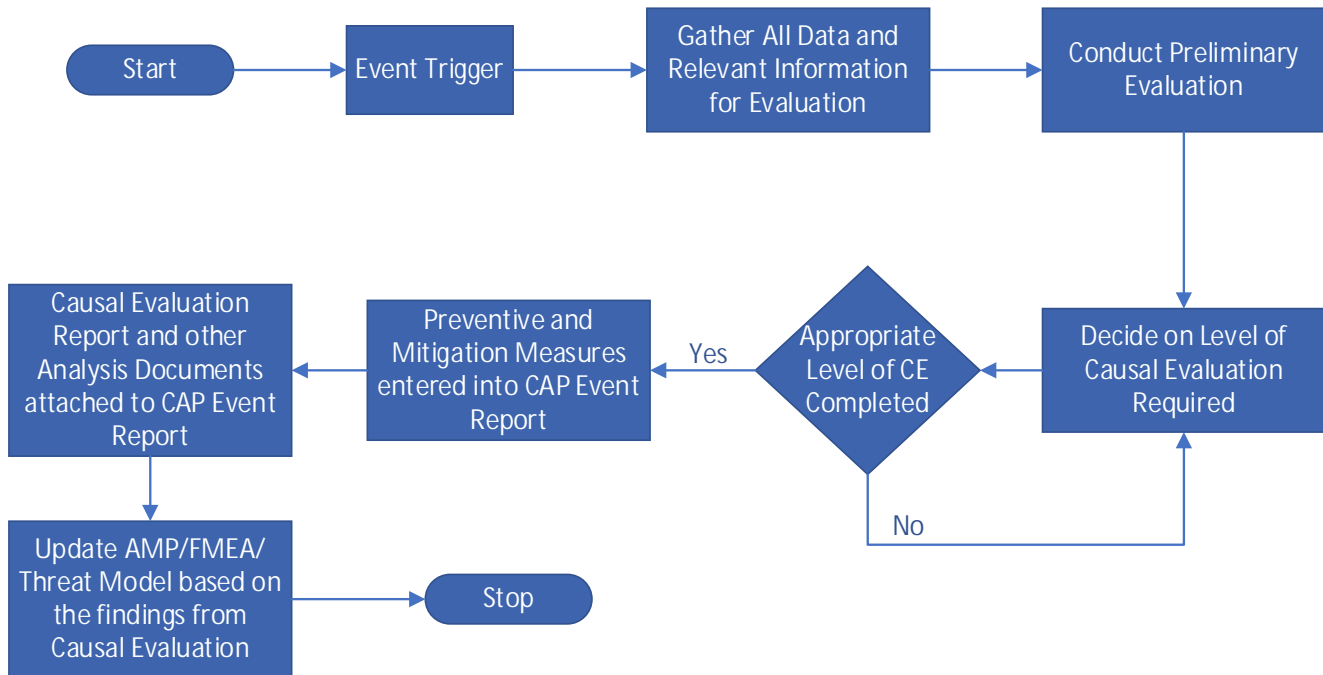 Start
Event Trigger
Gather All Data and
Relevant Information
for Evaluation
Conduct Preliminary
Evaluation
Decide on Level of
Causal Evaluation
Required
Appropriate
Level of CE
Completed
Yes
No
Preventive and
Mitigation Measures
entered into CAP Event
Report
Causal Evaluation
Report and other
Analysis Documents
attached to CAP Event
Report
Update AMP/FMEA/
Threat Model based on
the findings from
Causal Evaluation
Stop